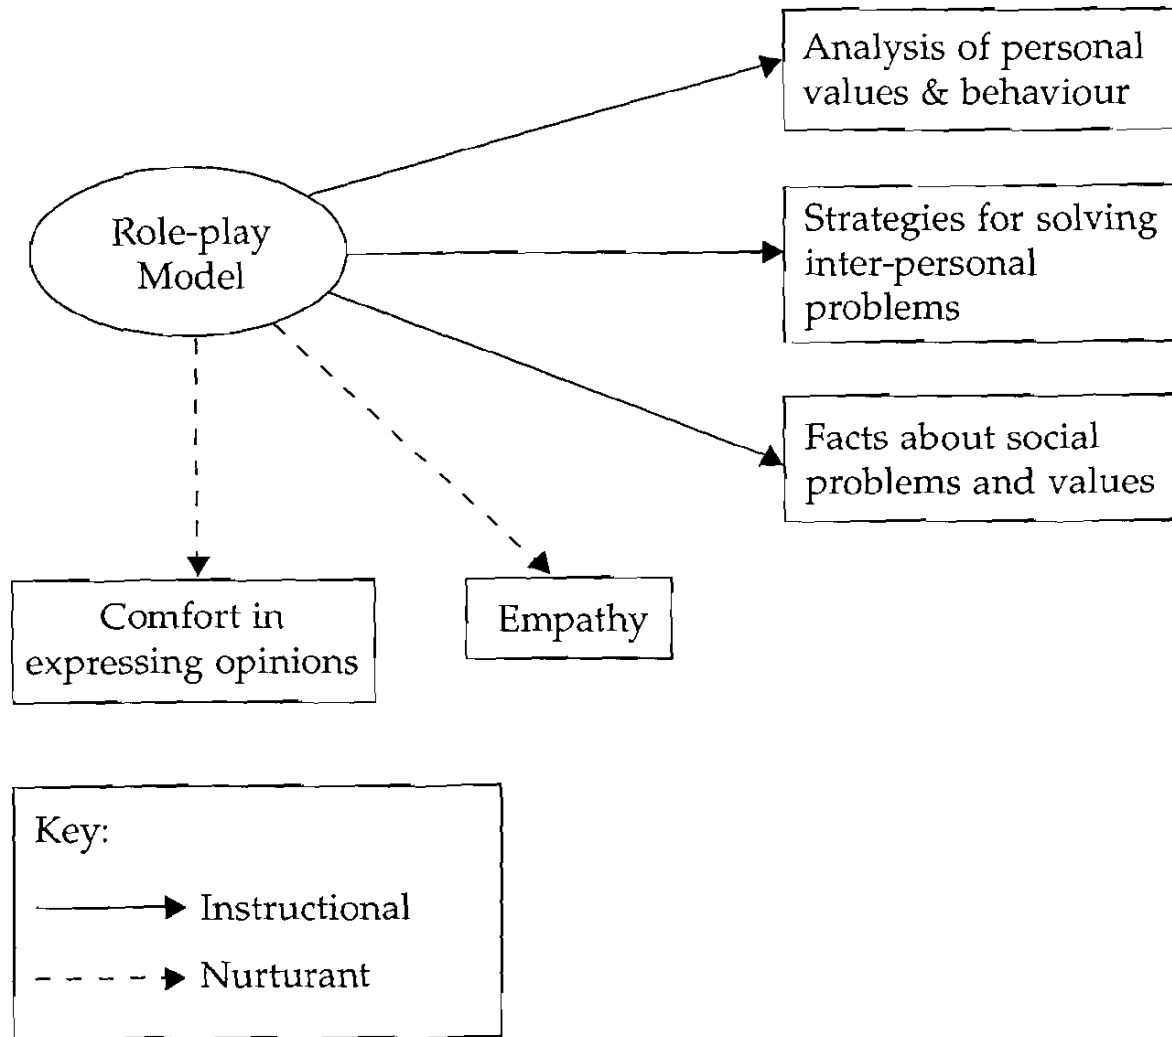 Analysis of personal
values & behaviour
Role-play
Model
Strategies for solving
inter-personal
problems
Facts about social
problems and values
Comfort in
expressing opinions
Empathy
Key:
Instructional
Nurturant